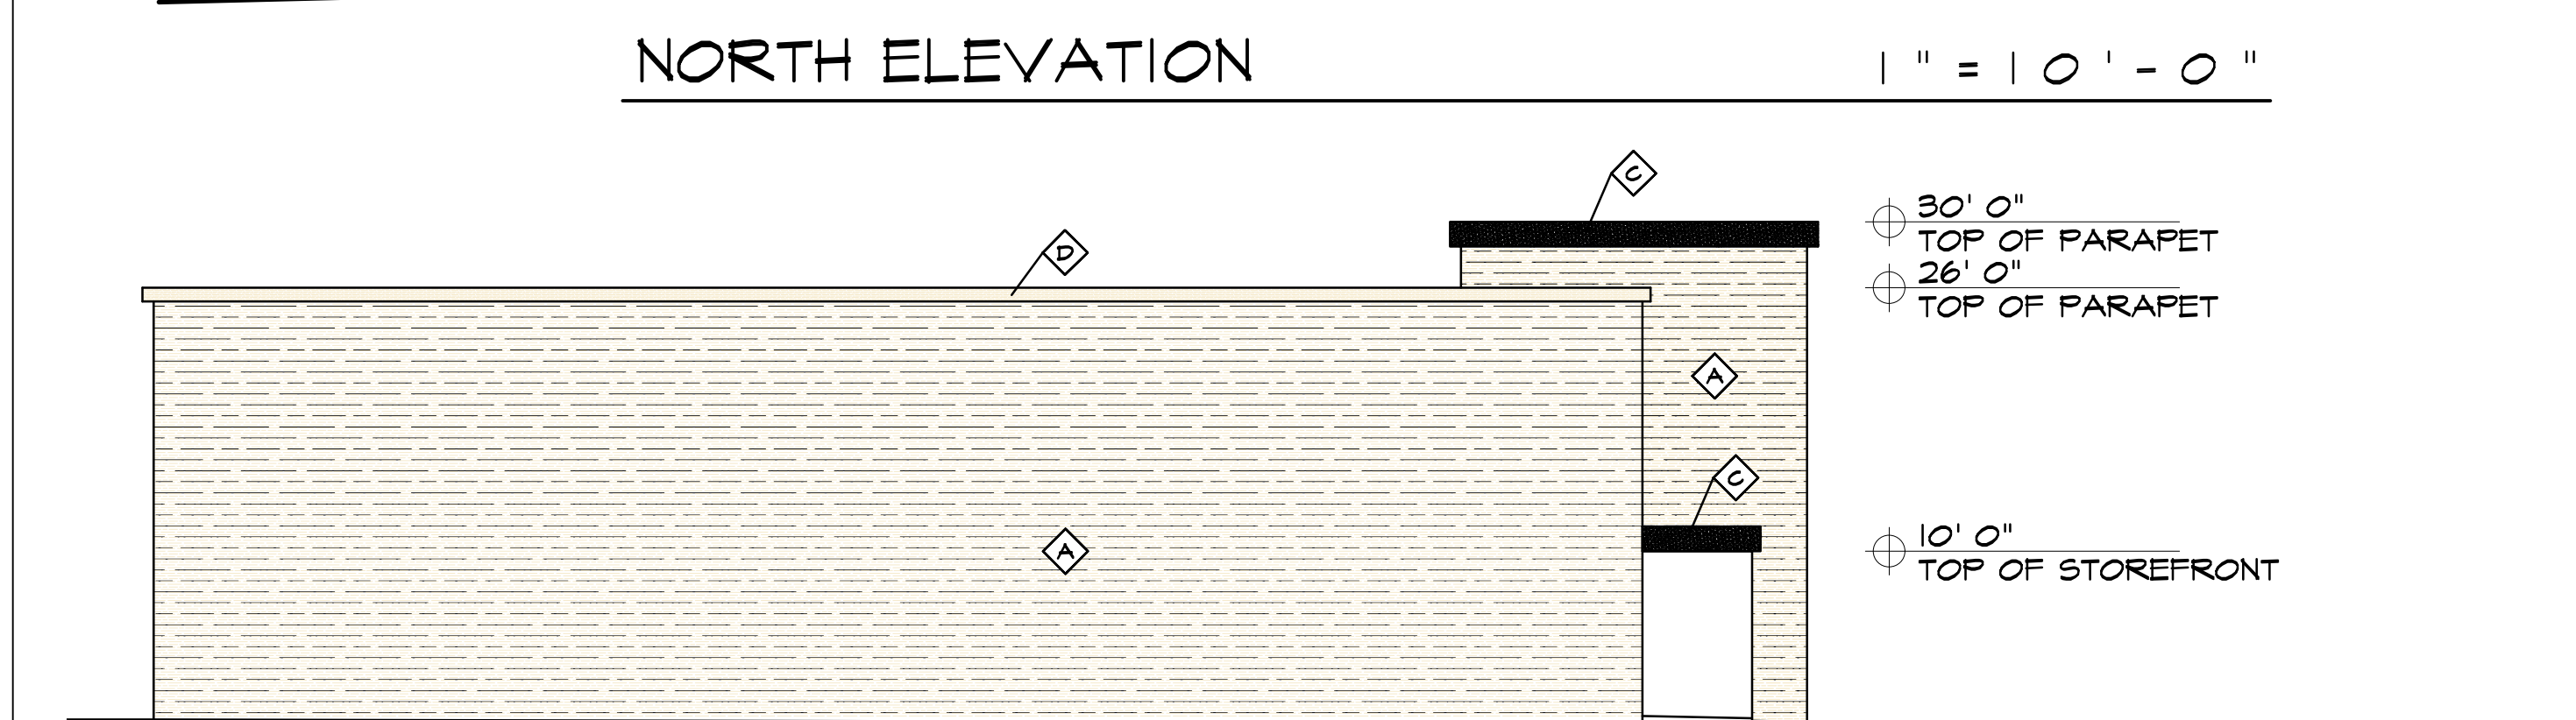 NORTH ELEVATION 1"=10'-0"
C
30' 0"
TOP OF PARAPET
D
26' 0"
TOP OF PARAPET
A
C
10' 0"
TOP OF STOREFRONT
A